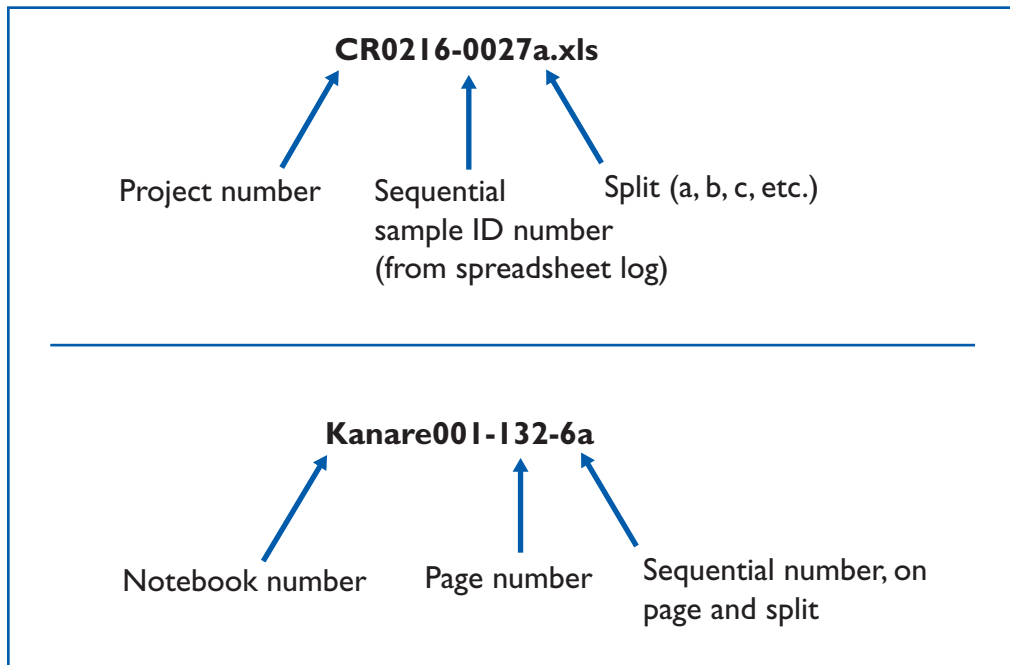 CR0216-0027a.xls
Project number
Sequential
sample ID number
(from spreadsheet log)
Split (a, b, c, etc.)
Kanare001-132-6a
Notebook number
Page number
Sequential number, on
page and split